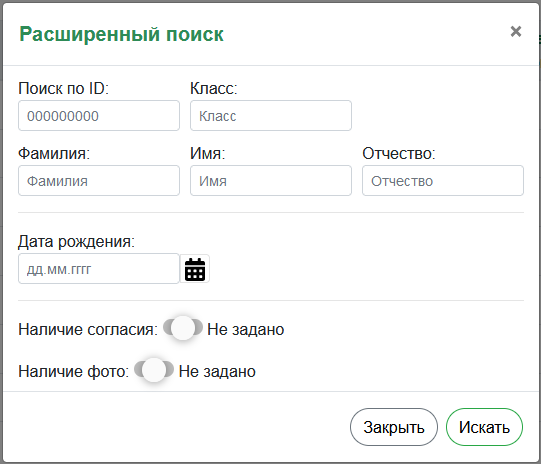 Расширенный поиск ×
Поиск по ID: Класс:
000000000 Класс
Фамилия: Имя: Отчество:
Фамилия Имя Отчество
Дата рождения:
дд.мм.гггг
Наличие согласия: Не задано
Наличие фото: Не задано
Закрыть Искать